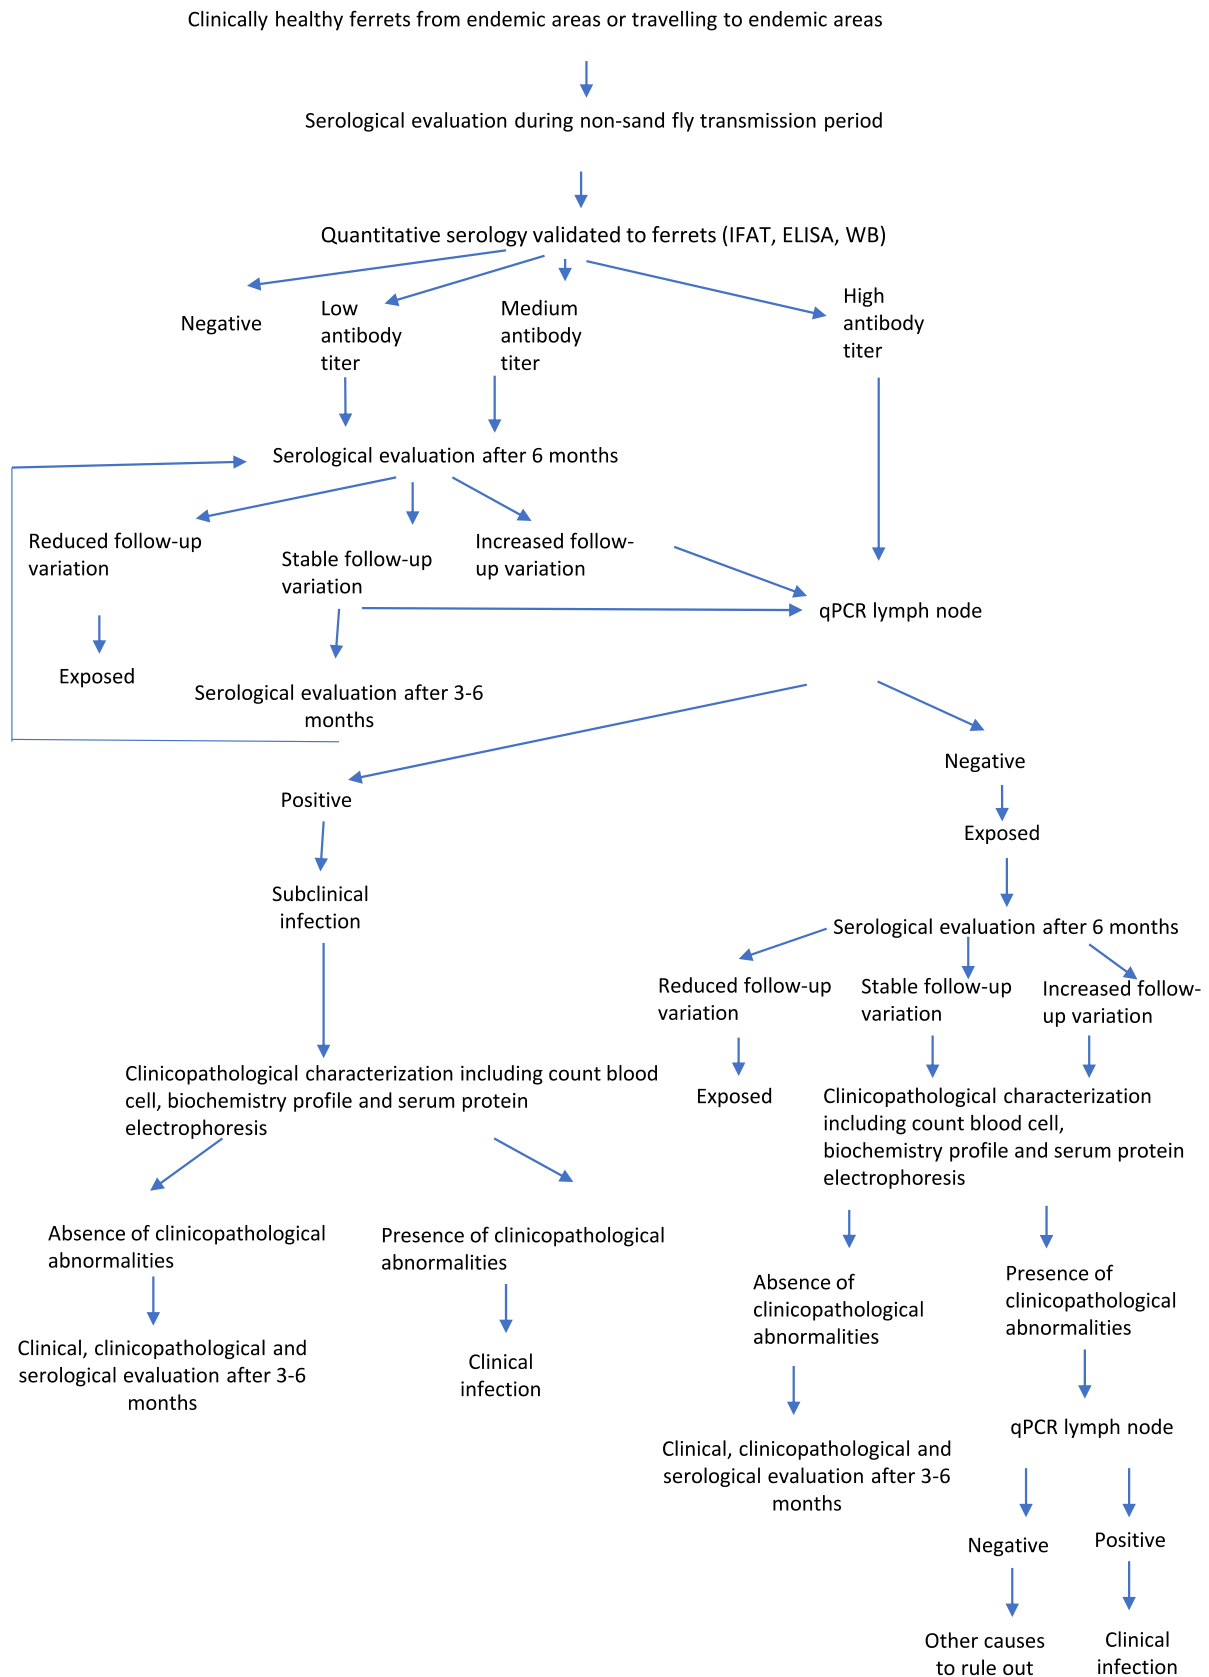 Clinically healthy ferrets from endemic areas or travelling to endemic areas
Serological evaluation during non-sand fly transmission period
Quantitative serology validated to ferrets (IFAT, ELISA, WB)
Negative
Low
antibody
titer
Medium
antibody
titer
High
antibody
titer
Serological evaluation after 6 months
Reduced follow-up
variation
Stable follow-up
variation
Increased follow-
up variation
qPCR lymph node
Exposed
Serological evaluation after 3-6
months
Positive
Negative
Exposed
Subclinical
infection
Serological evaluation after 6 months
Reduced follow-up
variation
Stable follow-up
variation
Increased follow-
up variation
Clinicopathological characterization including count blood
cell, biochemistry profile and serum protein
electrophoresis
Exposed
Clinicopathological characterization
including count blood cell,
biochemistry profile and serum protein
electrophoresis
Absence of clinicopathological
abnormalities
Presence of clinicopathological
abnormalities
Absence of
clinicopathological
abnormalities
Presence of
clinicopathological
abnormalities
Clinical, clinicopathological and
serological evaluation after 3-6
months
Clinical
infection
Clinical, clinicopathological and
serological evaluation after 3-6
months
qPCR lymph node
Negative
Positive
Other causes
to rule out
Clinical
infection